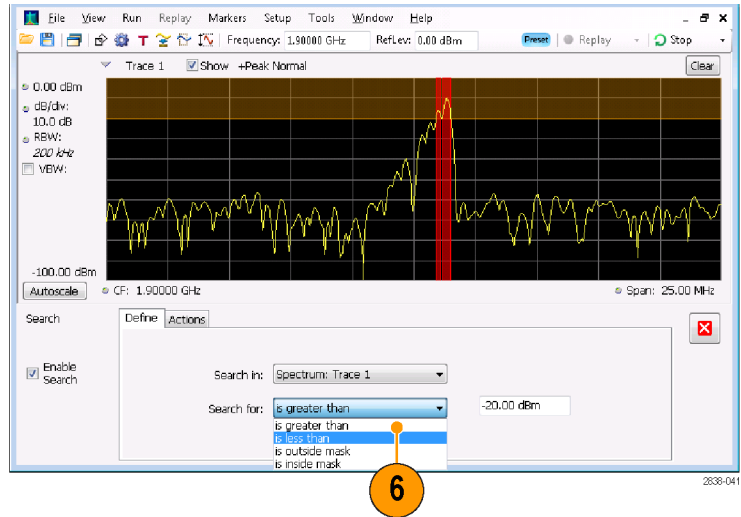 File View Run Replay Markers Setup Tools Window Help
Frequency: 1.90000 GHz RefLev: 0.00 dBm Preset Replay Stop
Trace 1 Show +Peak Normal Clear
0.00 dBm
dB/div:
10.0 dB
RBW:
200 kHz
VBW:
-100.00 dBm
Autoscale CF: 1.90000 GHz Span: 25.00 MHz
Search Define Actions
Enable
Search
Search in: Spectrum: Trace 1
Search for: is greater than -20.00 dBm
is greater than
is less than
is outside mask
is inside mask
6
2838-041